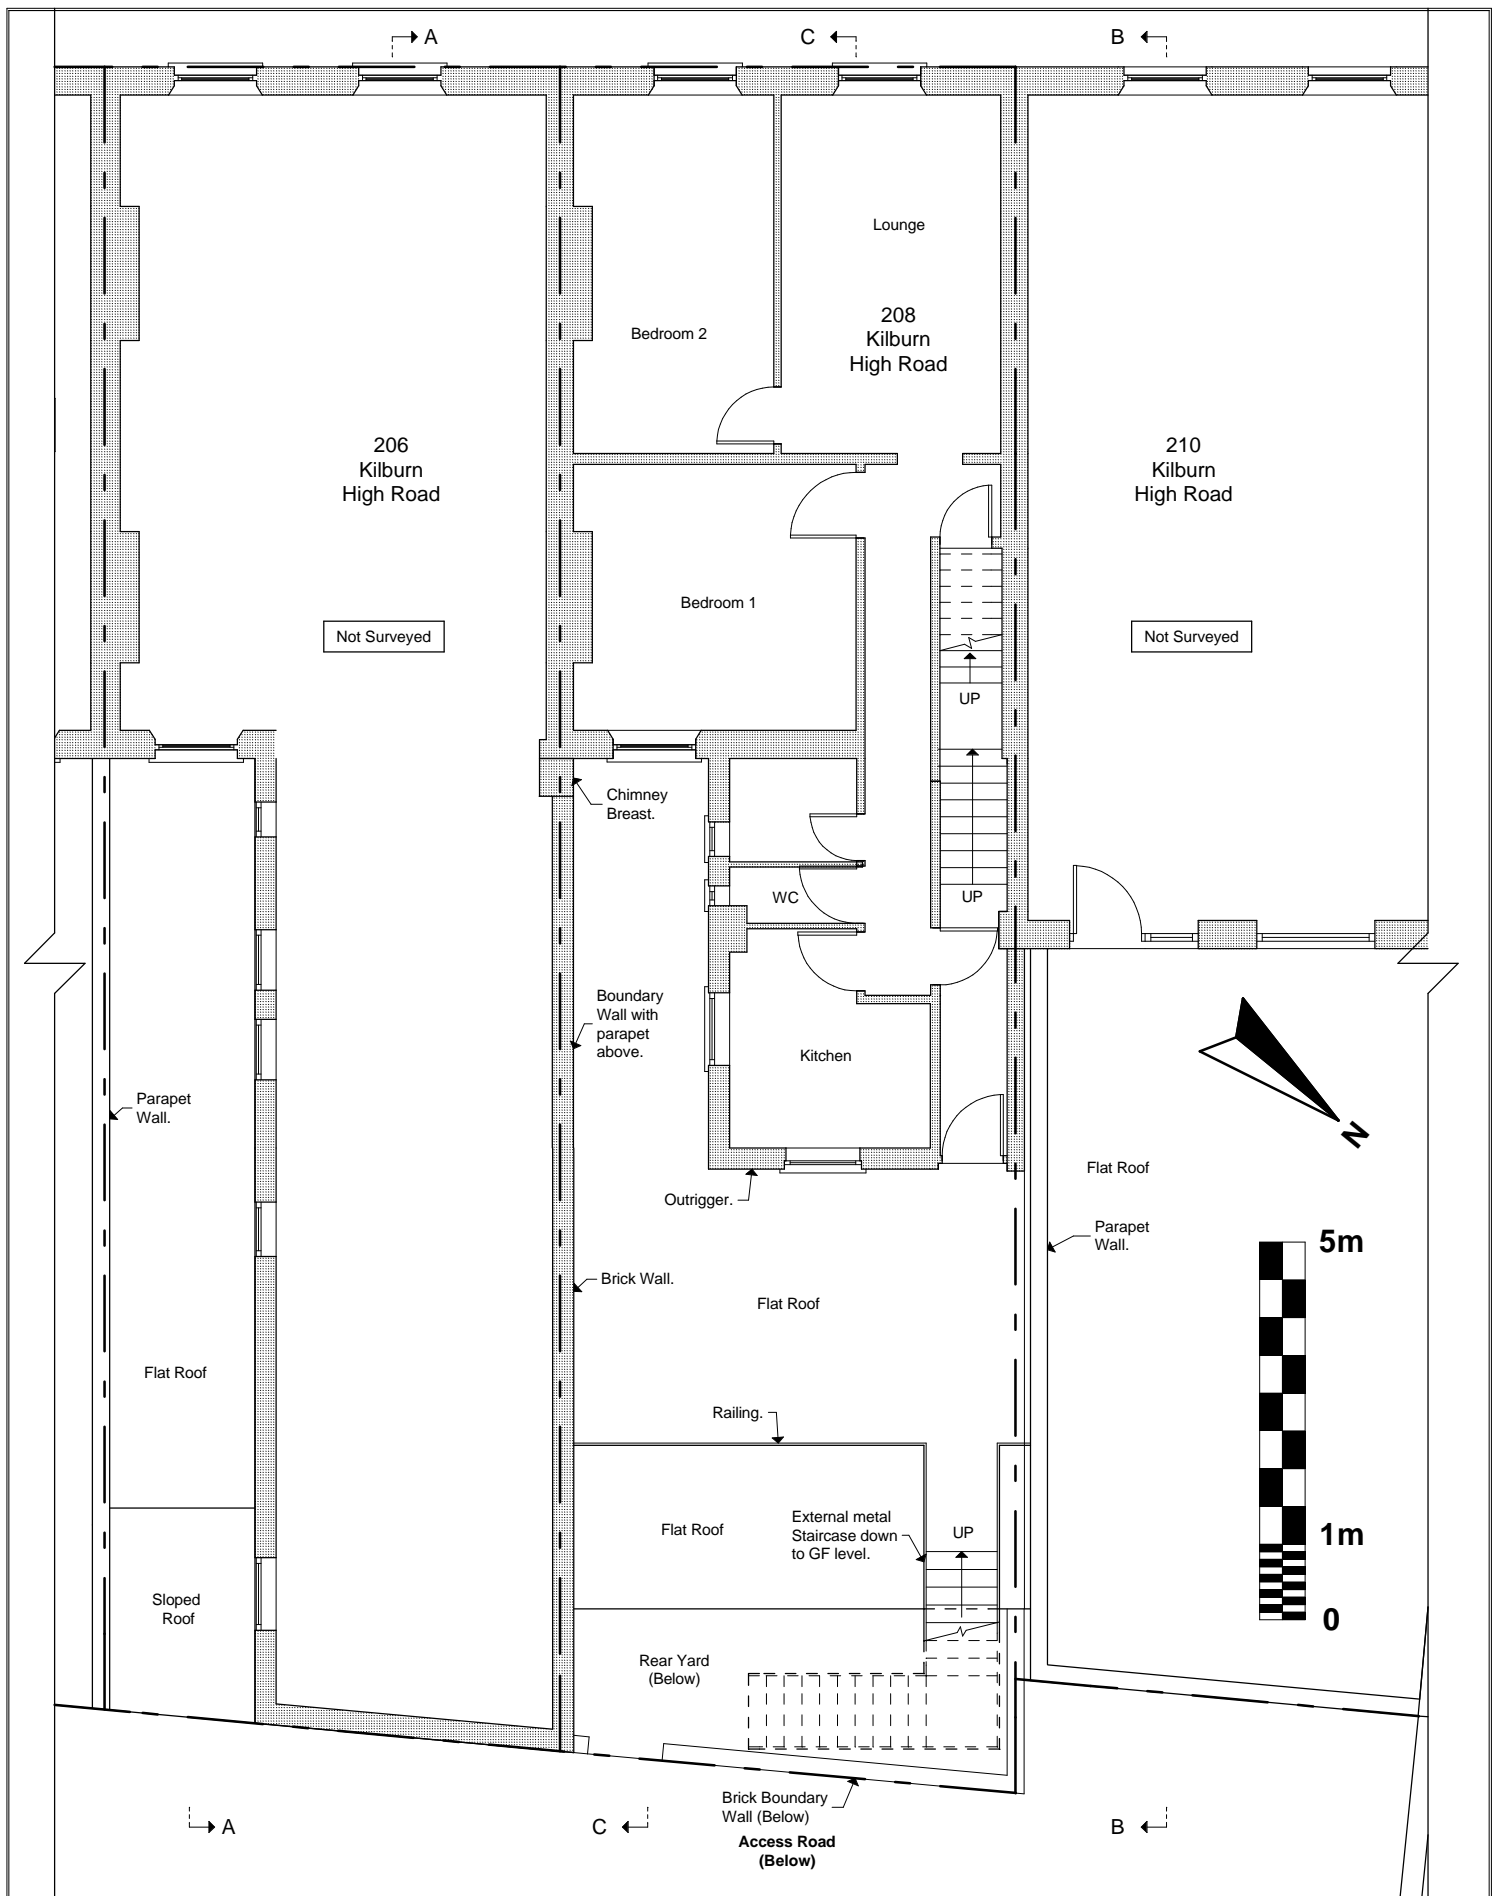 A
C
B
Lounge
208
Kilburn
High Road
Bedroom 2
206
Kilburn
High Road
210
Kilburn
High Road
Bedroom 1
Not Surveyed
Not Surveyed
UP
Chimney
Breast.
WC
UP
Boundary
Wall with
parapet
above.
Kitchen
Parapet
Wall.
N
Flat Roof
Outrigger.
Parapet
Wall.
5m
Brick Wall.
Flat Roof
Flat Roof
Railing.
External metal
Staircase down
to GF level.
Flat Roof
UP
1m
Sloped
Roof
0
Rear Yard
(Below)
Brick Boundary
Wall (Below)
A
C
B
Access Road
(Below)